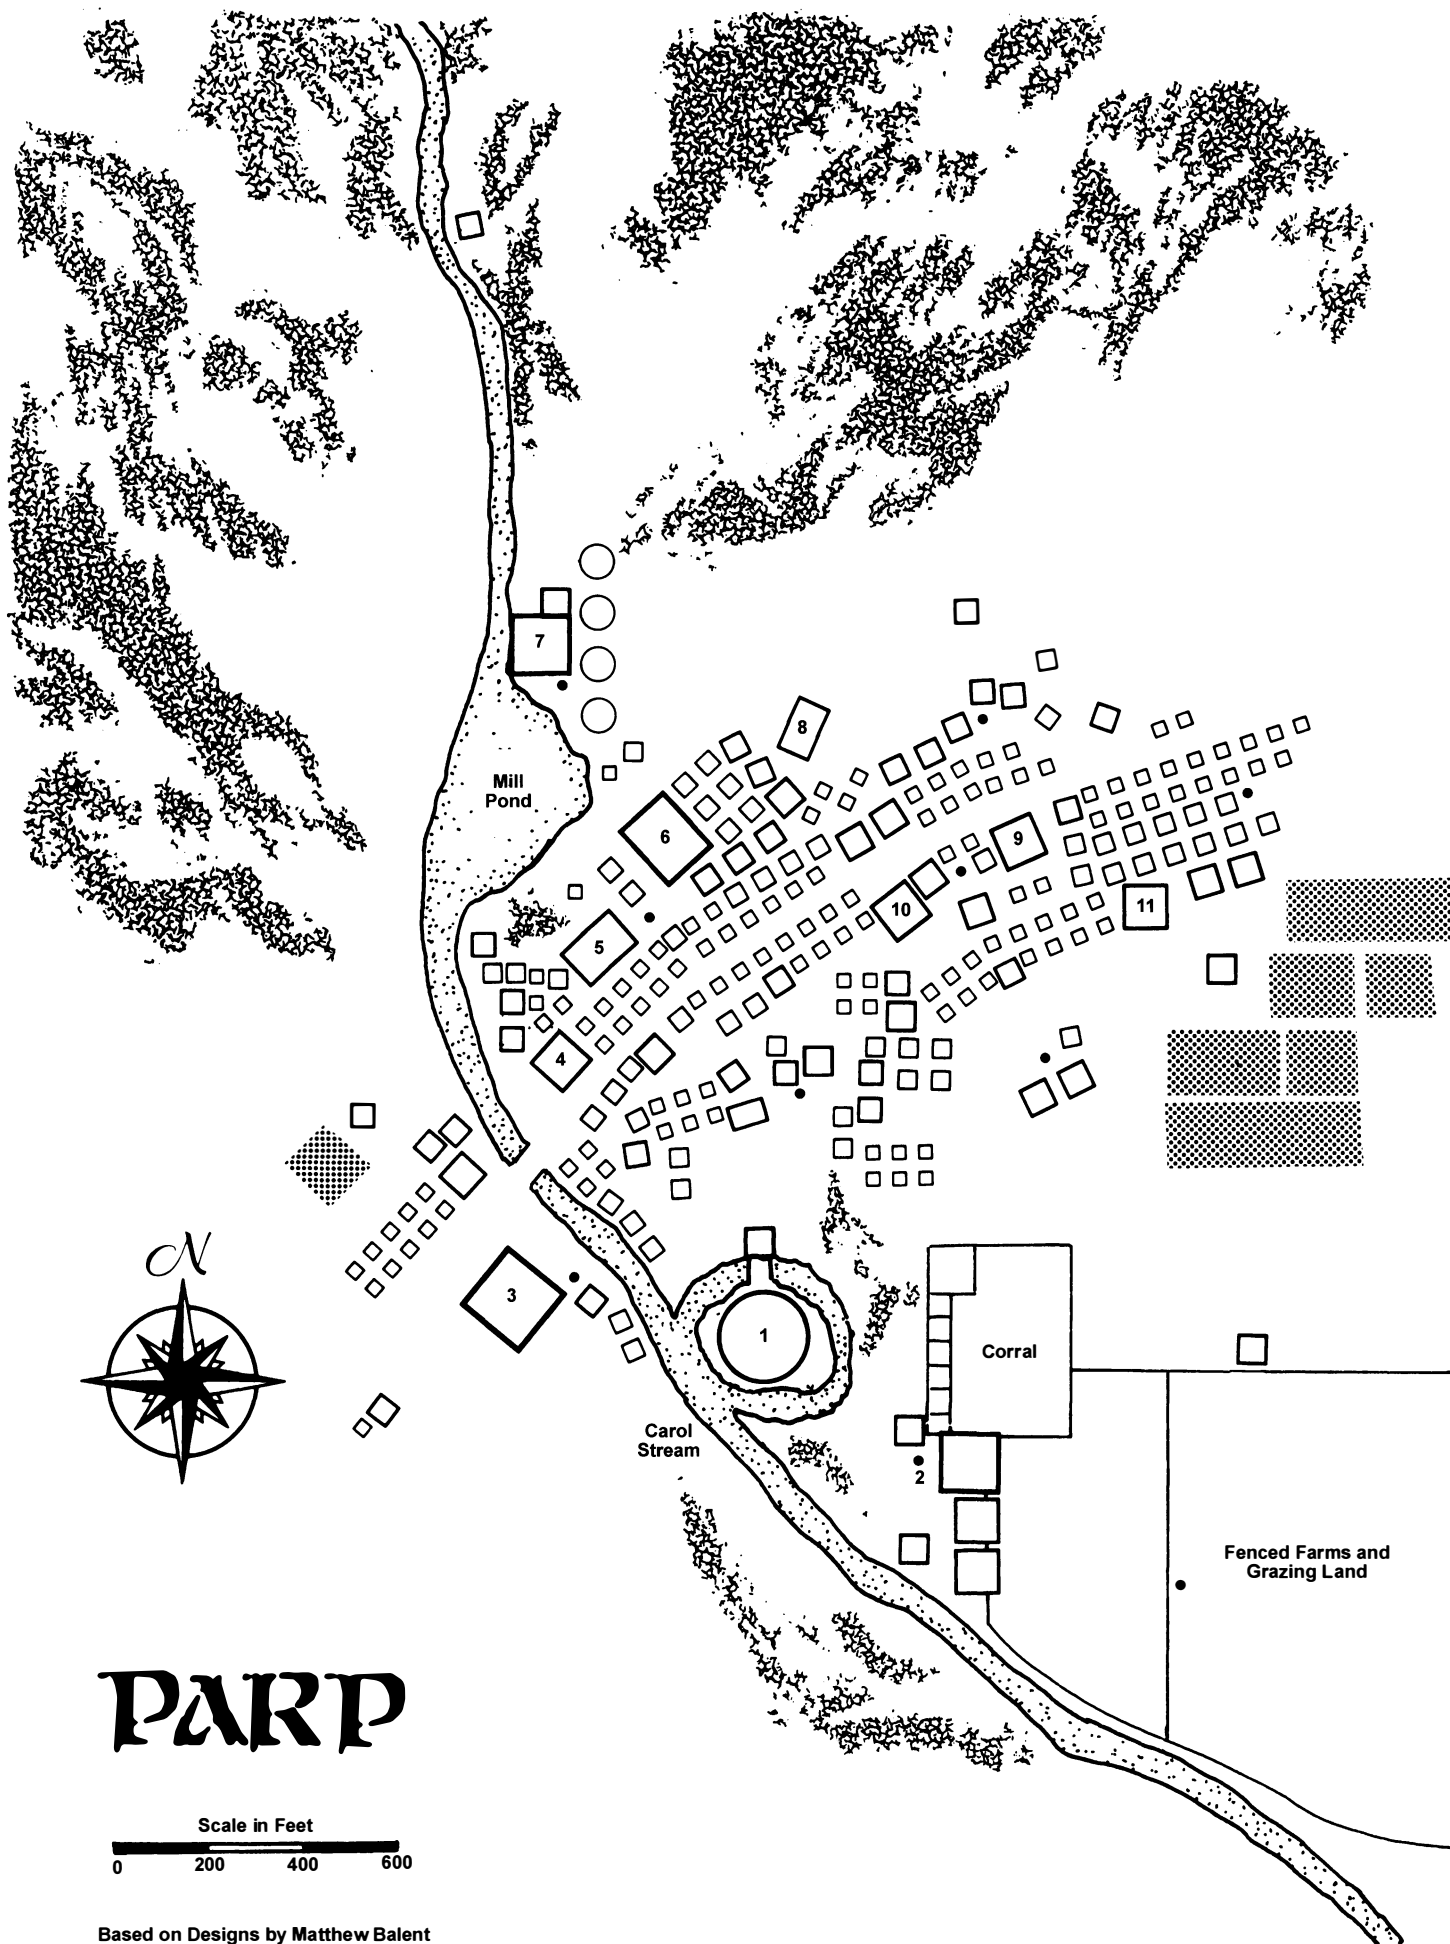 7
8
Mill
Pond
6
9
10
11
5
4
N
3
1
Corral
Carol
Stream
2
Fenced Farms and
Grazing Land
PARP
Scale in Feet
0 200 400 600
Based on Designs by Matthew Balent